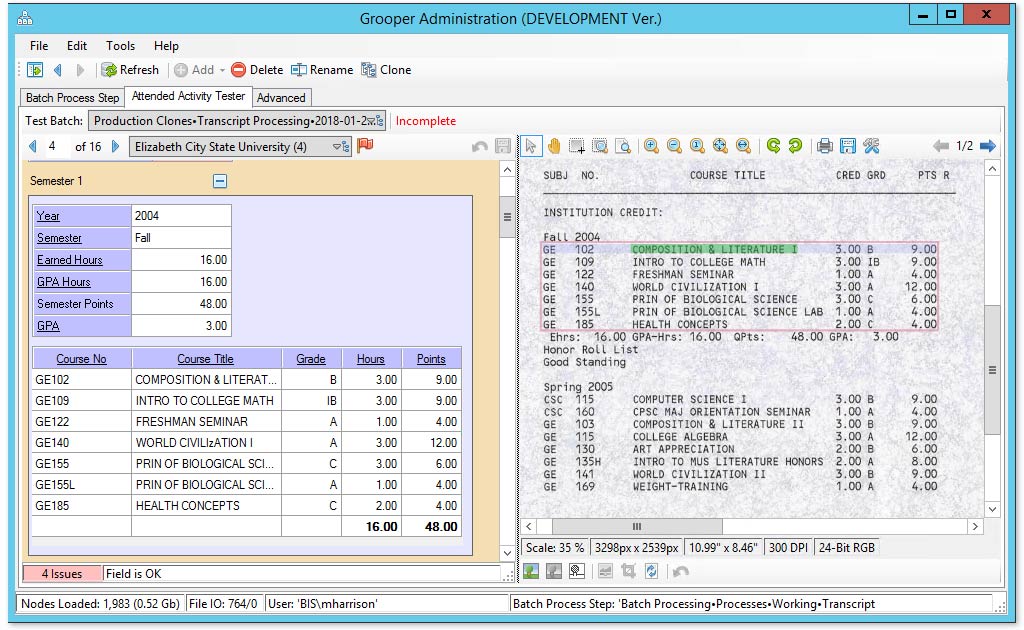 Grooper Administration (DEVELOPMENT Ver.)
File Edit Tools Help
Refresh Add Delete Rename Clone
Batch Process Step Attended Activity Tester Advanced
Test Batch: Production Clones•Transcript Processing•2018-01-2 Incomplete
4 of 16 Elizabeth City State University (4)
1/2
Semester 1
Year 2004
Semester Fall
Earned Hours 16.00
GPA Hours 16.00
Semester Points 48.00
GPA 3.00
Course No Course Title Grade Hours Points
GE102 COMPOSITION & LITERAT... B 3.00 9.00
GE109 INTRO TO COLLEGE MATH IB 3.00 9.00
GE122 FRESHMAN SEMINAR A 1.00 4.00
GE140 WORLD CIVILIzATION I A 3.00 12.00
GE155 PRIN OF BIOLOGICAL SCI... C 3.00 6.00
GE155L PRIN OF BIOLOGICAL SCI... A 1.00 4.00
GE185 HEALTH CONCEPTS C 2.00 4.00
16.00 48.00
4 Issues Field is OK
SUBJ NO. COURSE TITLE CRED GRD PTS R
INSTITUTION CREDIT:
Fall 2004
GE 102 COMPOSITION & LITERATURE I 3.00 B 9.00
GE 109 INTRO TO COLLEGE MATH 3.00 IB 9.00
GE 122 FRESHMAN SEMINAR 1.00 A 4.00
GE 140 WORLD CIVILIZATION I 3.00 A 12.00
GE 155 PRIN OF BIOLOGICAL SCIENCE 3.00 C 6.00
GE 155L PRIN OF BIOLOGICAL SCIENCE LAB 1.00 A 4.00
GE 185 HEALTH CONCEPTS 2.00 C 4.00
Ehrs: 16.00 GPA-Hrs: 16.00 QPts: 48.00 GPA: 3.00
Honor Roll List
Good Standing
Spring 2005
CSC 115 COMPUTER SCIENCE I 3.00 B 9.00
CSC 160 CPSC MAJ ORIENTATION SEMINAR 1.00 A 4.00
GE 103 COMPOSITION & LITERATURE II 3.00 B 9.00
GE 115 COLLEGE ALGEBRA 3.00 A 12.00
GE 130 ART APPRECIATION 2.00 B 6.00
GE 135H INTRO TO MUS LITERATURE HONORS 2.00 A 8.00
GE 141 WORLD CIVILIZATION II 3.00 B 9.00
GE 169 WEIGHT-TRAINING 1.00 A 4.00
Scale: 35 % 3298px x 2539px 10.99" x 8.46" 300 DPI 24-Bit RGB
Nodes Loaded: 1,983 (0.52 Gb) File IO: 764/0 User: 'BIS\mharrison' Batch Process Step: 'Batch Processing•Processes•Working•Transcript